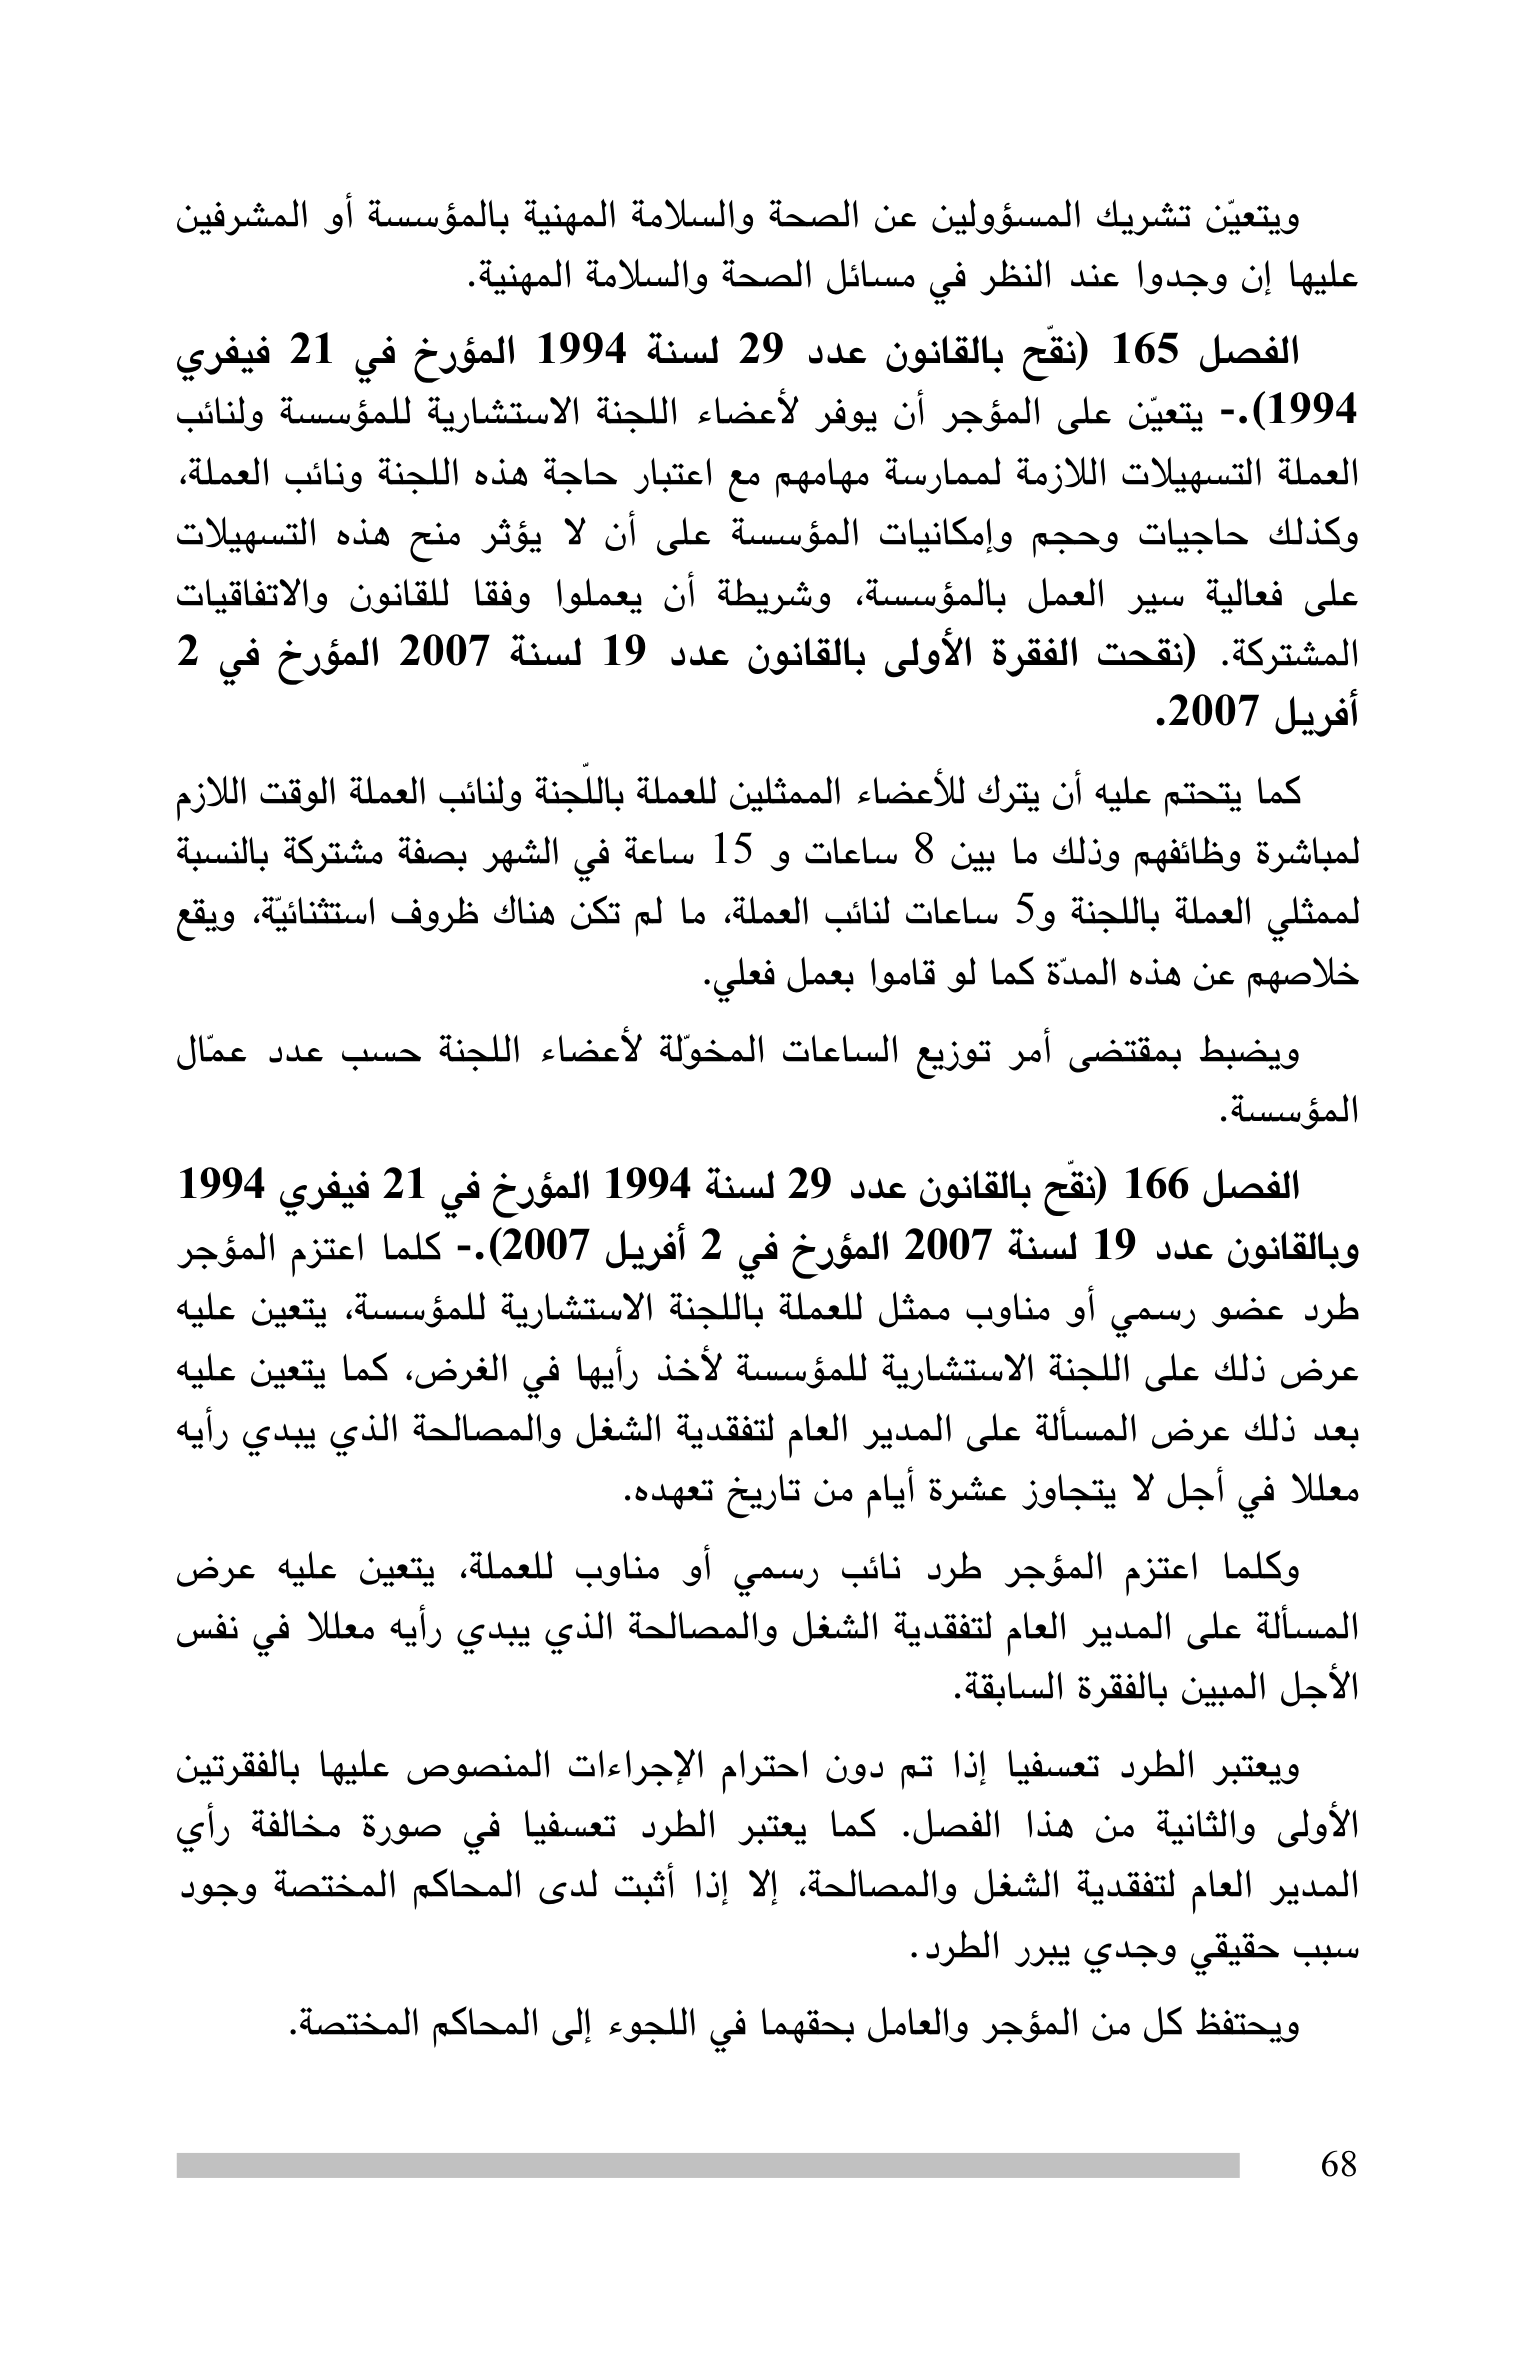 ويتعيّن تشريك المسؤولين عن الصحة والسلامة المهنية بالمؤسسة أو المشرفين
عليها إن وجدوا عند النظر في مسائل الصحة والسلامة المهنية.
الفصل 165 (نقّح بالقانون عدد 29 لسنة 1994 المؤرخ في 21 فيفري
1994).- يتعيّن على المؤجر أن يوفر لأعضاء اللجنة الاستشارية للمؤسسة ولنائب
العملة التسهيلات اللازمة لممارسة مهامهم مع اعتبار حاجة هذه اللجنة ونائب العملة،
وكذلك حاجيات وحجم وإمكانيات المؤسسة على أن لا يؤثر منح هذه التسهيلات
على فعالية سير العمل بالمؤسسة، وشريطة أن يعملوا وفقا للقانون والاتفاقيات
المشتركة. (نقحت الفقرة الأولى بالقانون عدد 19 لسنة 2007 المؤرخ في 2
أفريل 2007.
كما يتحتم عليه أن يترك للأعضاء الممثلين للعملة باللّجنة ولنائب العملة الوقت اللازم
لمباشرة وظائفهم وذلك ما بين 8 ساعات و 15 ساعة في الشهر بصفة مشتركة بالنسبة
لممثلي العملة باللجنة و5 ساعات لنائب العملة، ما لم تكن هناك ظروف استثنائيّة، ويقع
خلاصهم عن هذه المدّة كما لو قاموا بعمل فعلي.
ويضبط بمقتضى أمر توزيع الساعات المخوّلة لأعضاء اللجنة حسب عدد عمّال
المؤسسة.
الفصل 166 (نقّح بالقانون عدد 29 لسنة 1994 المؤرخ في 21 فيفري 1994
وبالقانون عدد 19 لسنة 2007 المؤرخ في 2 أفريل 2007).- كلما اعتزم المؤجر
طرد عضو رسمي أو مناوب ممثل للعملة باللجنة الاستشارية للمؤسسة، يتعين عليه
عرض ذلك على اللجنة الاستشارية للمؤسسة لأخذ رأيها في الغرض، كما يتعين عليه
بعد ذلك عرض المسألة على المدير العام لتفقدية الشغل والمصالحة الذي يبدي رأيه
معللا في أجل لا يتجاوز عشرة أيام من تاريخ تعهده.
وكلما اعتزم المؤجر طرد نائب رسمي أو مناوب للعملة، يتعين عليه عرض
المسألة على المدير العام لتفقدية الشغل والمصالحة الذي يبدي رأيه معللا في نفس
الأجل المبين بالفقرة السابقة.
ويعتبر الطرد تعسفيا إذا تم دون احترام الإجراءات المنصوص عليها بالفقرتين
الأولى والثانية من هذا الفصل. كما يعتبر الطرد تعسفيا في صورة مخالفة رأي
المدير العام لتفقدية الشغل والمصالحة، إلا إذا أثبت لدى المحاكم المختصة وجود
سبب حقيقي وجدي يبرر الطرد.
ويحتفظ كل من المؤجر والعامل بحقهما في اللجوء إلى المحاكم المختصة.
68